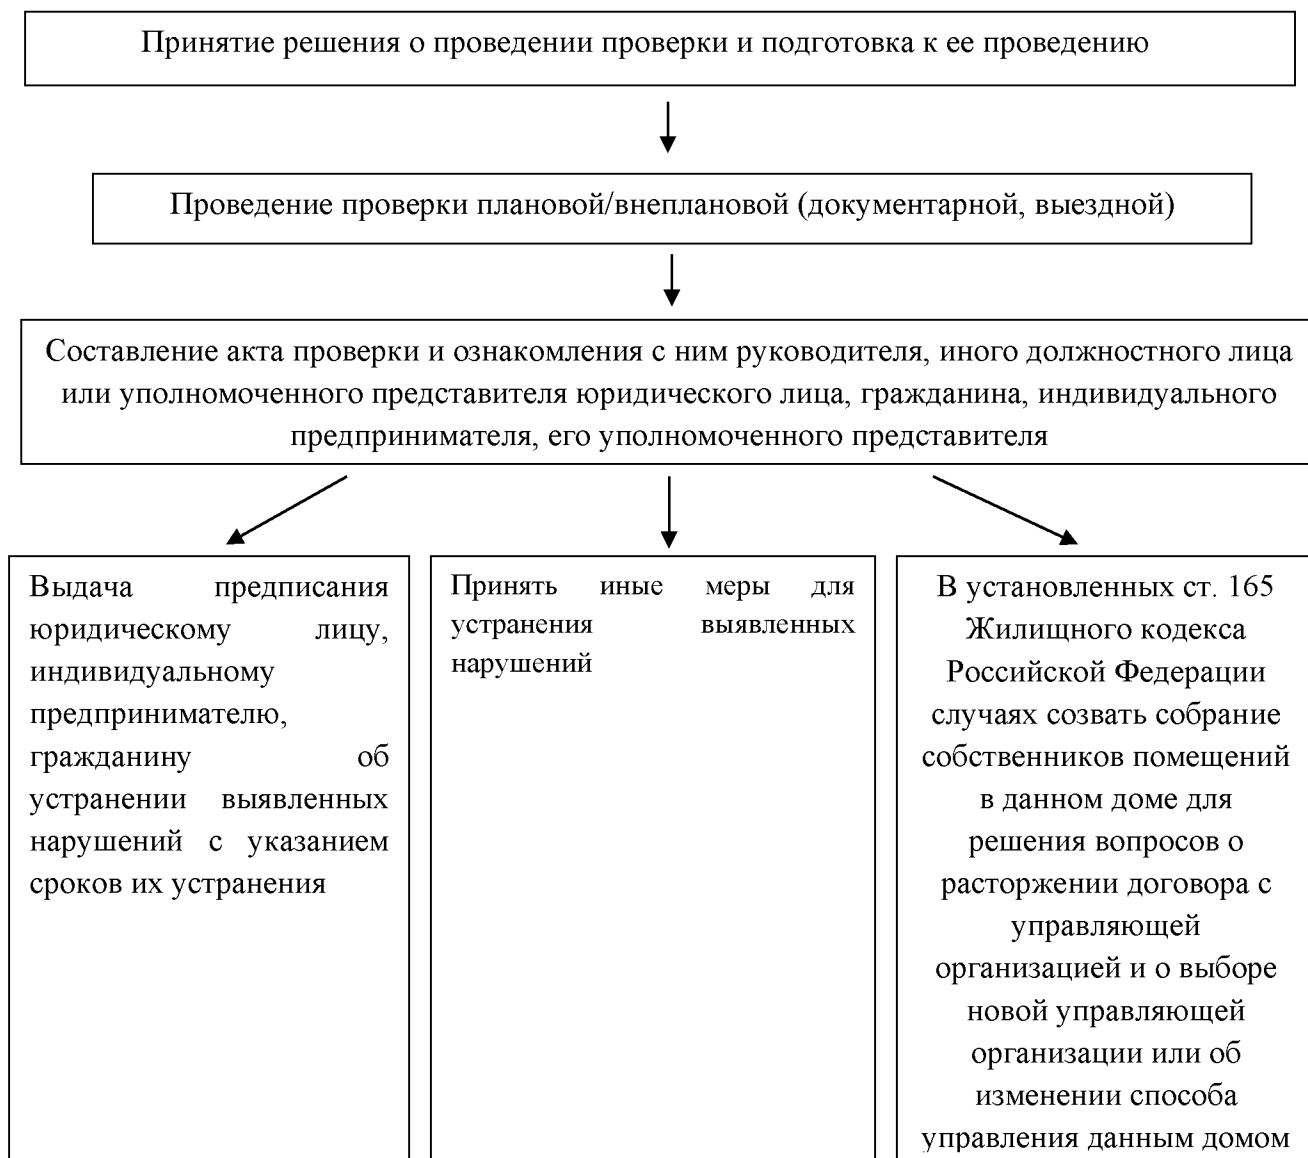 Принятие решения о проведении проверки и подготовка к ее проведению
Проведение проверки плановой/внеплановой (документарной, выездной)
Составление акта проверки и ознакомления с ним руководителя, иного должностного лица
или уполномоченного представителя юридического лица, гражданина, индивидуального
предпринимателя, его уполномоченного представителя
Выдача предписания
юридическому лицу,
индивидуальному
предпринимателю,
гражданину об
устранении выявленных
нарушений с указанием
сроков их устранения
Принять иные меры для
устранения выявленных
нарушений
В установленных ст. 165
Жилищного кодекса
Российской Федерации
случаях созвать собрание
собственников помещений
в данном доме для
решения вопросов о
расторжении договора с
управляющей
организацией и о выборе
новой управляющей
организации или об
изменении способа
управления данным домом